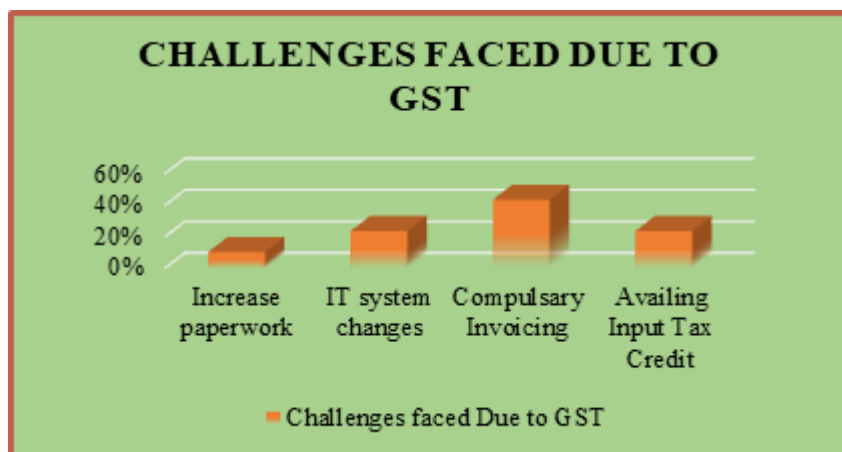 CHALLENGES FACED DUE TO
GST
60%
40%
20%
0%
Increase
paperwork
IT system
changes
Compulsary
Invoicing
Availing
Input Tax
Credit
Challenges faced Due to GST